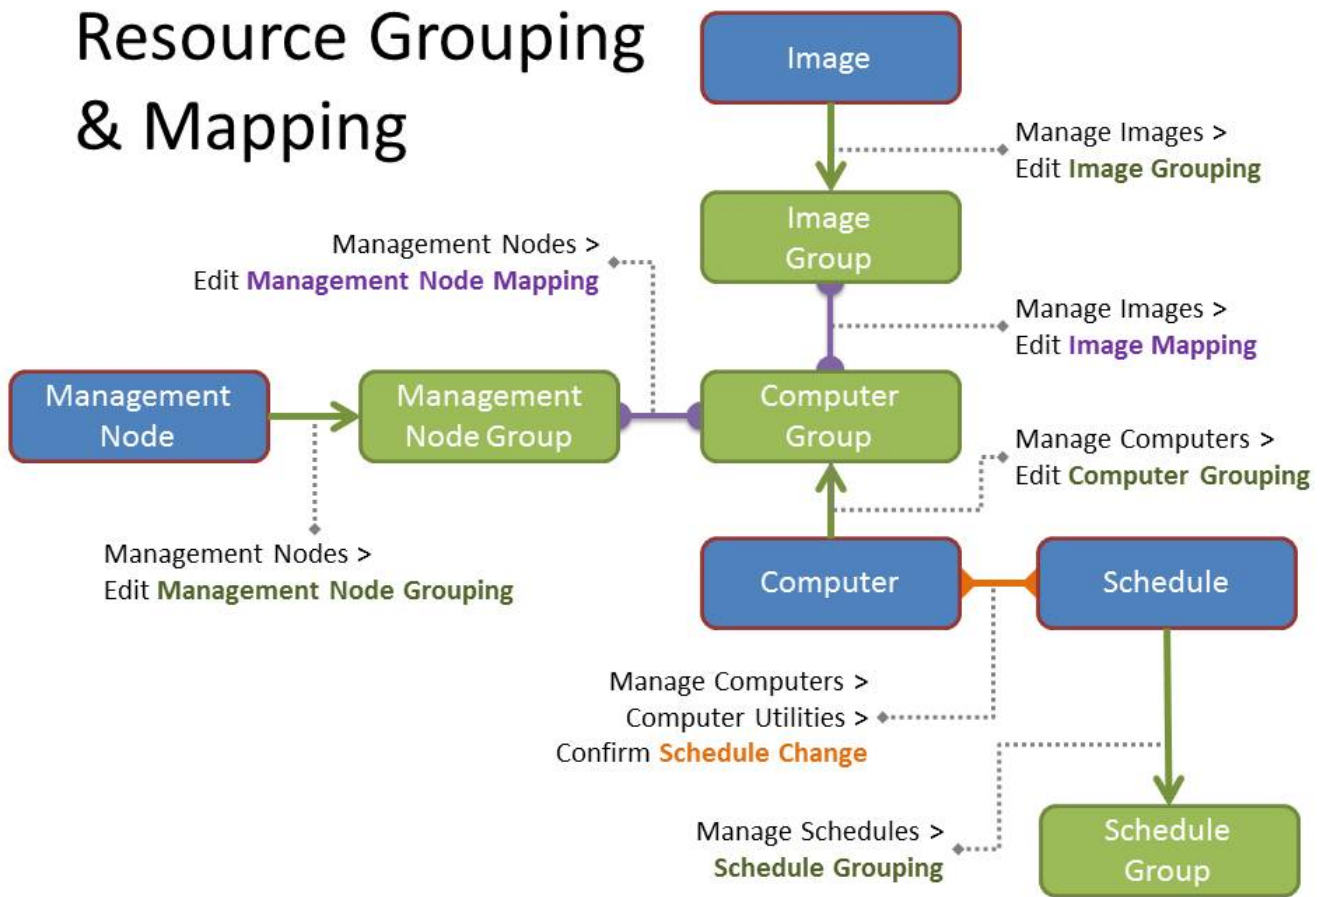 Resource Grouping
& Mapping
Image
Manage Images >
Edit Image Grouping
Image
Group
Management Nodes >
Edit Management Node Mapping
Manage Images >
Edit Image Mapping
Management
Node
Management
Node Group
Computer
Group
Manage Computers >
Edit Computer Grouping
Management Nodes >
Edit Management Node Grouping
Computer
Schedule
Manage Computers >
Computer Utilities >
Confirm Schedule Change
Manage Schedules >
Schedule Grouping
Schedule
Group